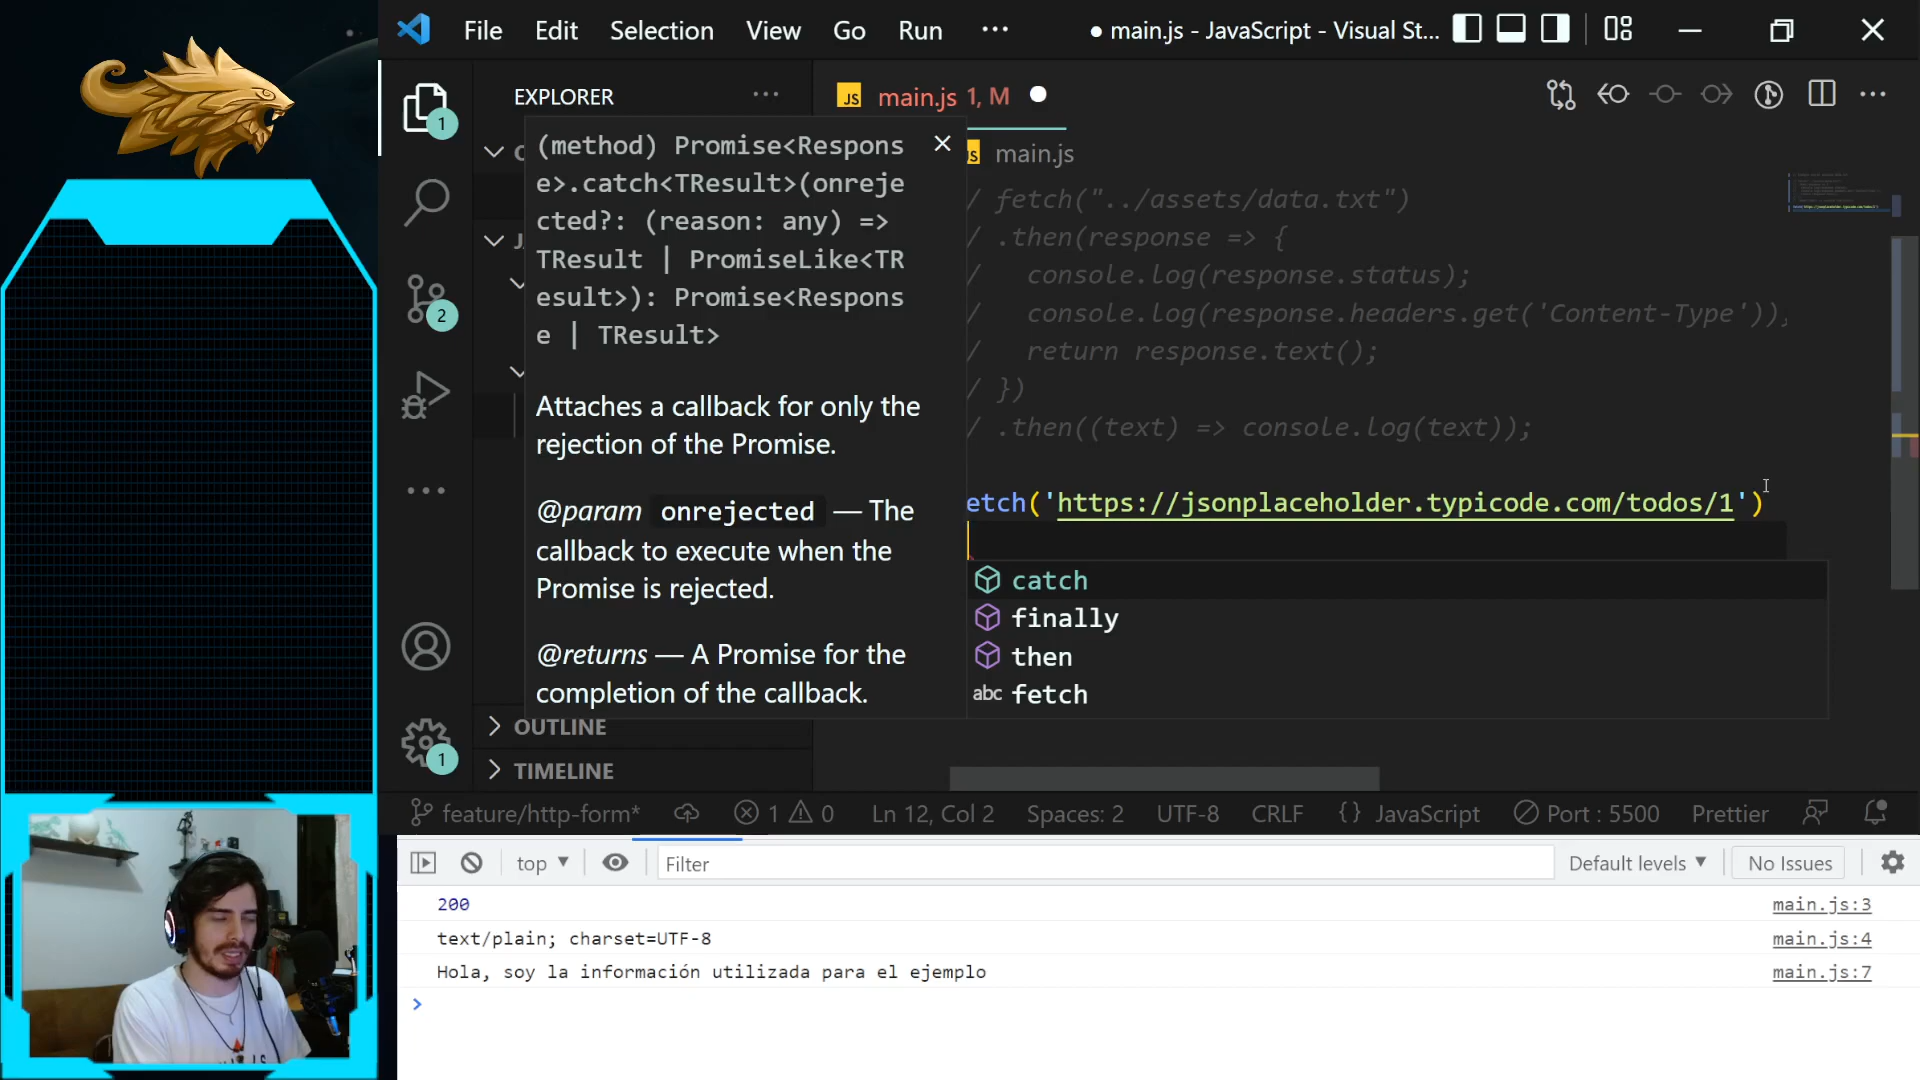 File Edit Selection View Go Run ···
● main.js - JavaScript - Visual St...
EXPLORER ···
JS main.js 1, M ●
main.js
1
2
1
(method) Promise<Respons
e>.catch<TResult>(onreje
cted?: (reason: any) =>
TResult | PromiseLike<TR
esult>): Promise<Respons
e | TResult>
Attaches a callback for only the
rejection of the Promise.
@param onrejected — The
callback to execute when the
Promise is rejected.
@returns — A Promise for the
completion of the callback.
/ fetch("../assets/data.txt")
/ .then(response => {
/ console.log(response.status);
/ console.log(response.headers.get('Content-Type'));
/ return response.text();
/ })
/ .then((text) => console.log(text));
etch('https://jsonplaceholder.typicode.com/todos/1')
catch
finally
then
abc fetch
OUTLINE
TIMELINE
feature/http-form* 1 0 Ln 12, Col 2 Spaces: 2 UTF-8 CRLF {} JavaScript Port : 5500 Prettier
top ▼ Filter Default levels ▼ No Issues
200 main.js:3
text/plain; charset=UTF-8 main.js:4
Hola, soy la información utilizada para el ejemplo main.js:7
>